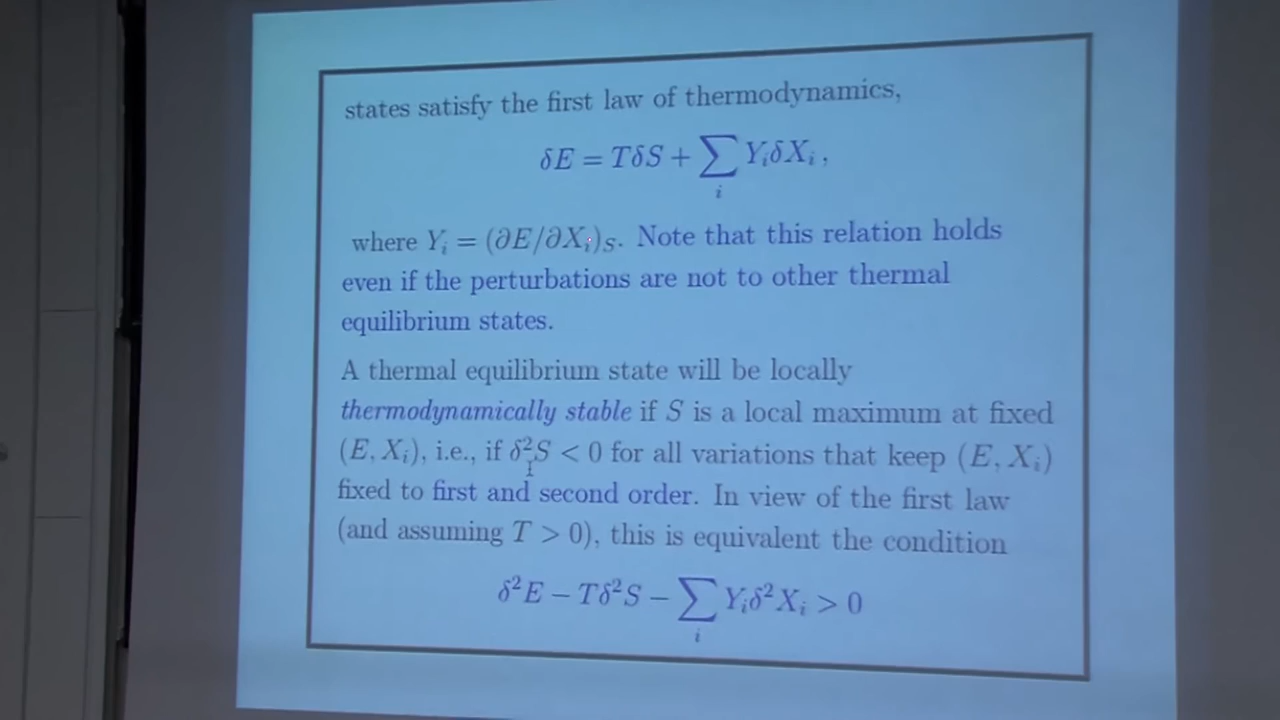 states satisfy the first law of thermodynamics,
δE = TδS + ∑_i Y_iδX_i ,
where Y_i = (∂E/∂X_i)_S. Note that this relation holds
even if the perturbations are not to other thermal
equilibrium states.
A thermal equilibrium state will be locally
thermodynamically stable if S is a local maximum at fixed
(E, X_i), i.e., if δ²S < 0 for all variations that keep (E, X_i)
fixed to first and second order. In view of the first law
(and assuming T > 0), this is equivalent the condition
δ²E − Tδ²S − ∑_i Y_iδ²X_i > 0